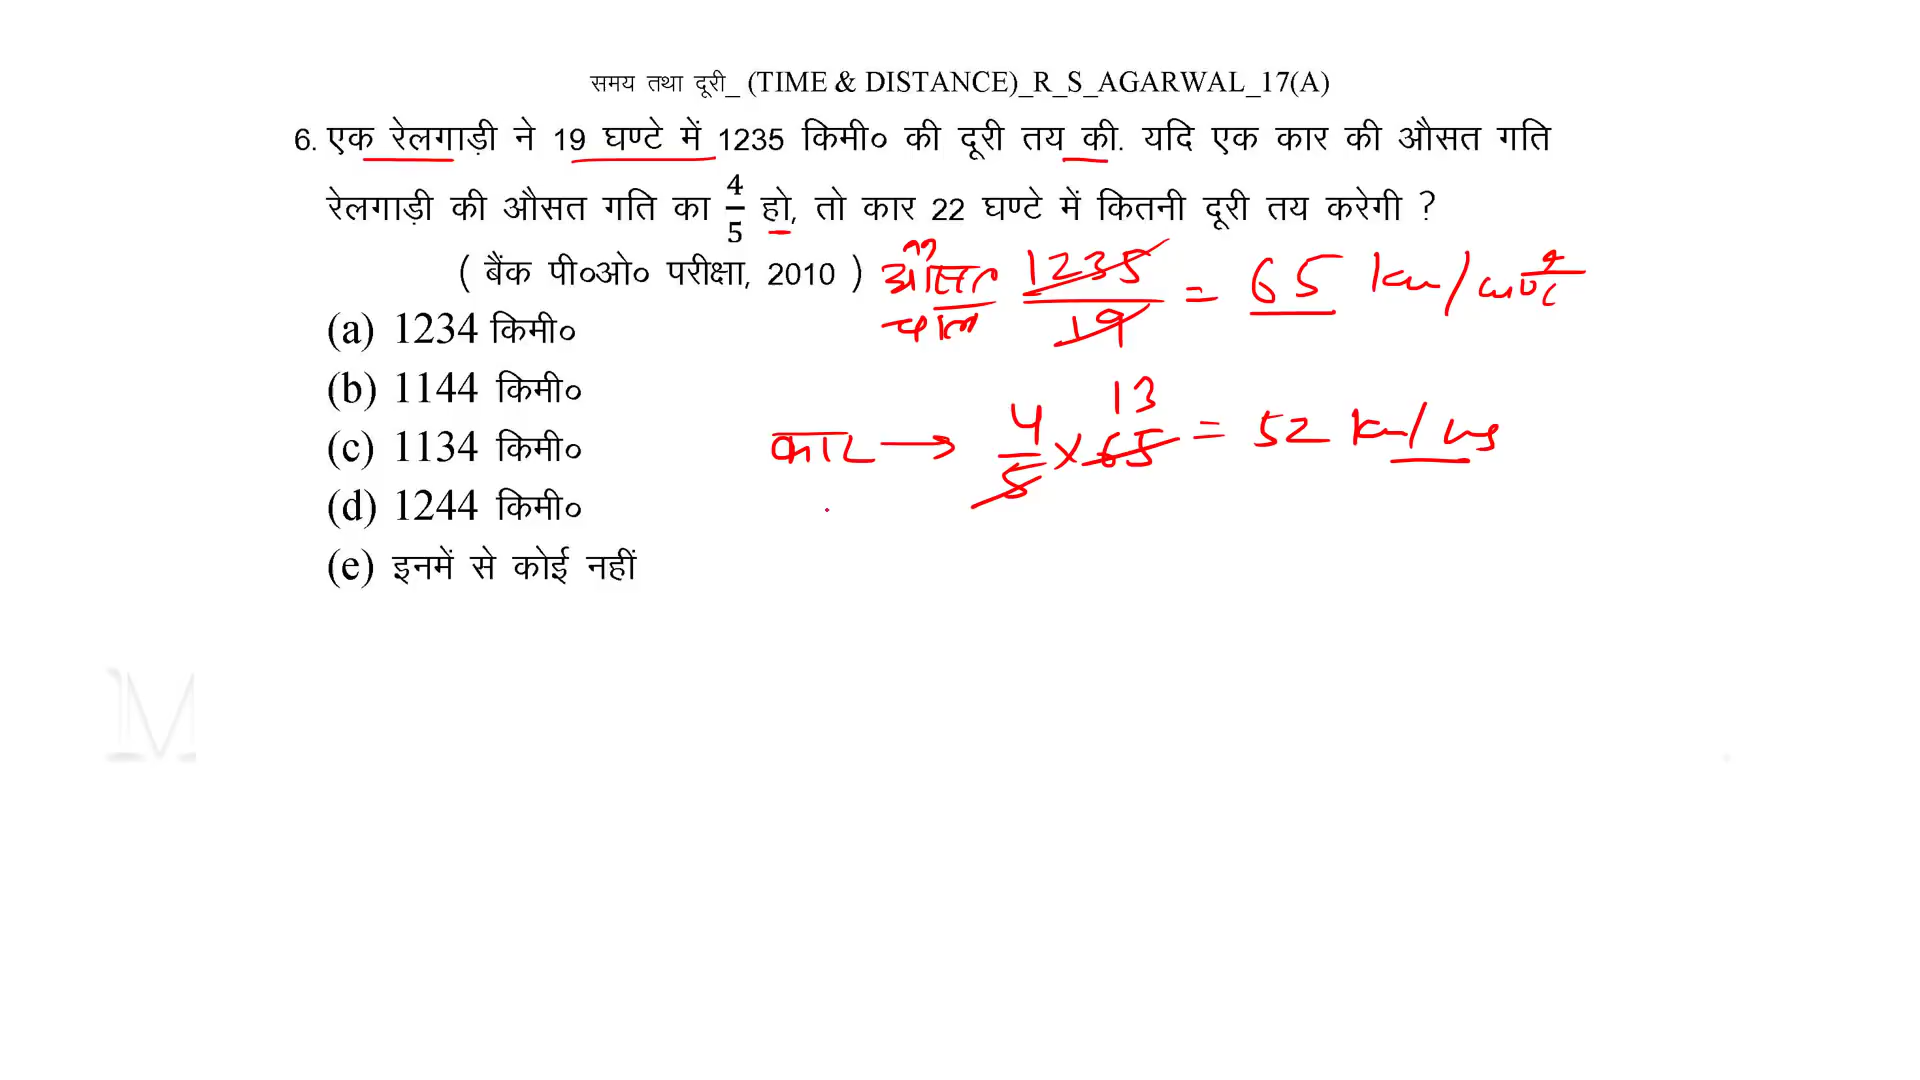 समय तथा दूरी_ (TIME & DISTANCE)_R_S_AGARWAL_17(A)
6. एक रेलगाड़ी ने 19 घण्टे में 1235 किमी० की दूरी तय की. यदि एक कार की औसत गति
रेलगाड़ी की औसत गति का 4/5 हो, तो कार 22 घण्टे में कितनी दूरी तय करेगी ?
( बैंक पी०ओ० परीक्षा, 2010 )
औसत चाल 1235/19 = 65 km/
(a) 1234 किमी०
(b) 1144 किमी०
13
(c) 1134 किमी०
कार → 4/5 × 65 = 52 km/
(d) 1244 किमी०
(e) इनमें से कोई नहीं
M